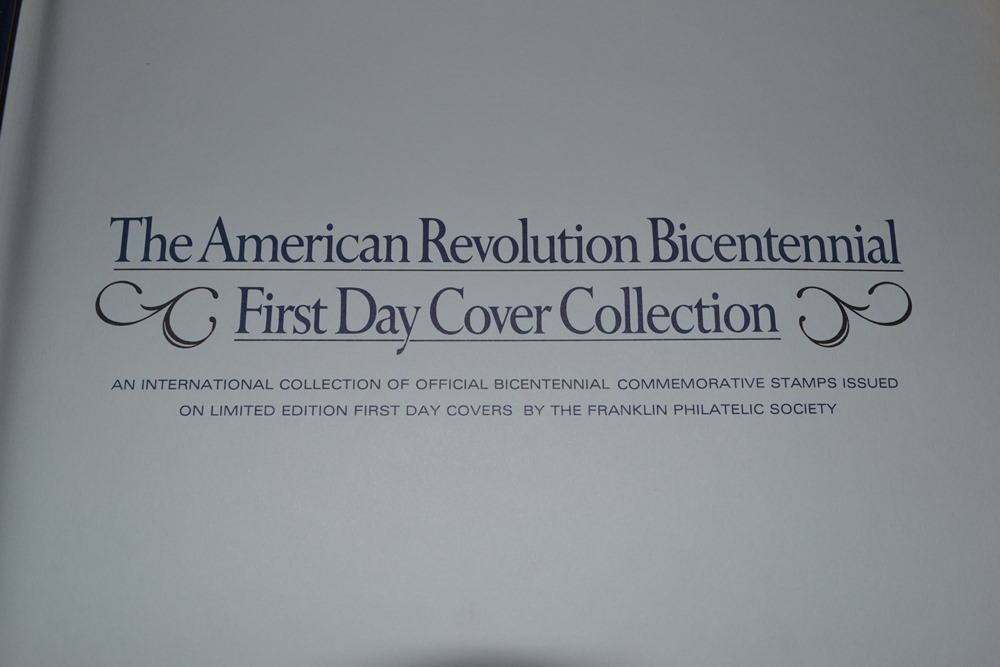 The American Revolution Bicentennial
First Day Cover Collection
AN INTERNATIONAL COLLECTION OF OFFICIAL BICENTENNIAL COMMEMORATIVE STAMPS ISSUED
ON LIMITED EDITION FIRST DAY COVERS BY THE FRANKLIN PHILATELIC SOCIETY